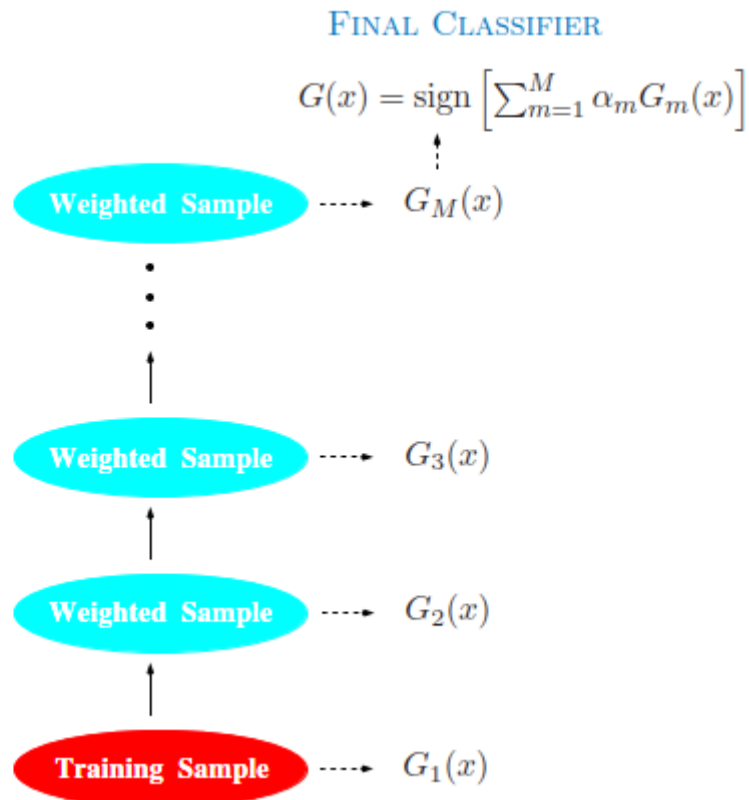 FINAL CLASSIFIER
G(x) = sign [∑_{m=1}^{M} α_m G_m(x)]
Weighted Sample G_M(x)
Weighted Sample G_3(x)
Weighted Sample G_2(x)
Training Sample G_1(x)